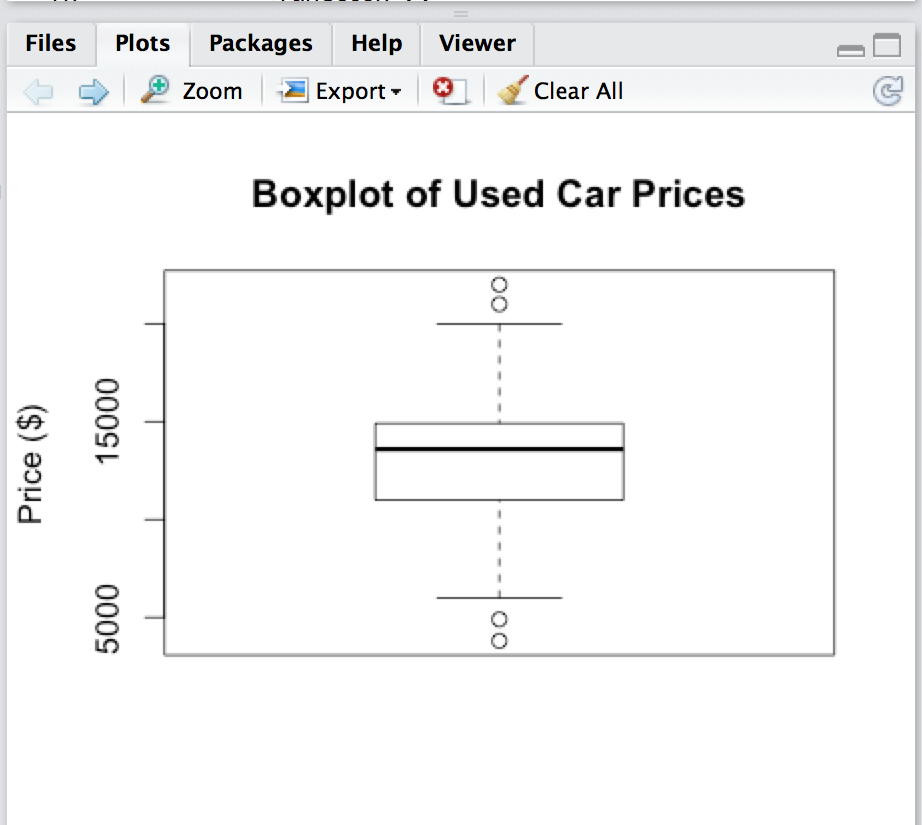 Files Plots Packages Help Viewer
Zoom Export Clear All
Boxplot of Used Car Prices
Price ($)
15000
5000